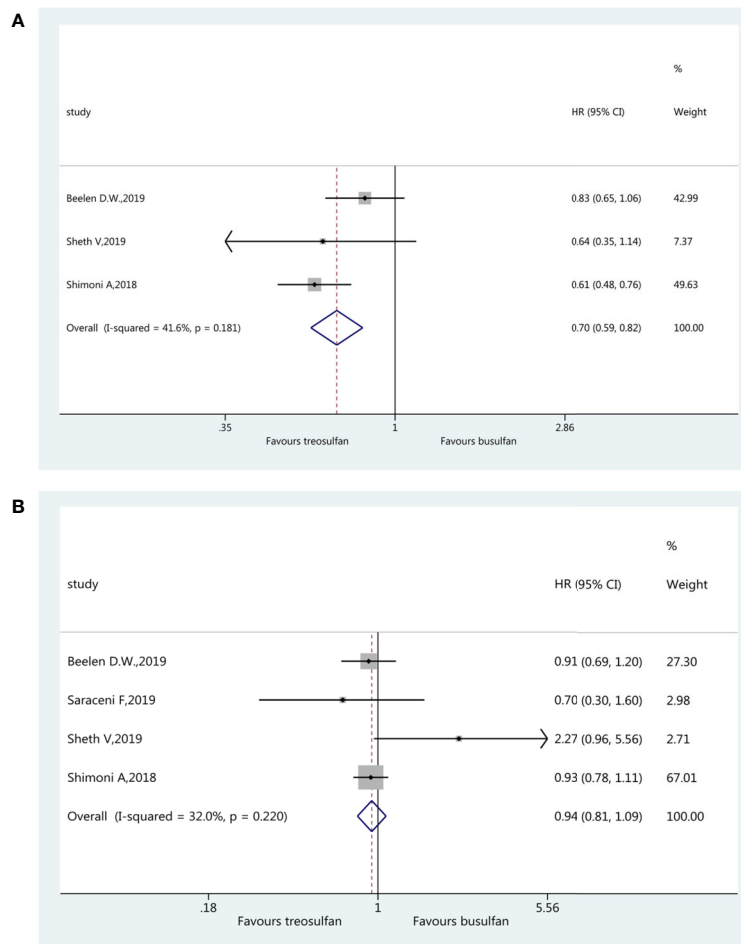 A
%
study HR (95% CI) Weight
Beelen D.W.,2019 0.83 (0.65, 1.06) 42.99
Sheth V,2019 0.64 (0.35, 1.14) 7.37
Shimoni A,2018 0.61 (0.48, 0.76) 49.63
Overall (I-squared = 41.6%, p = 0.181) 0.70 (0.59, 0.82) 100.00
.35 1 2.86
Favours treosulfan Favours busulfan
B
%
study HR (95% CI) Weight
Beelen D.W.,2019 0.91 (0.69, 1.20) 27.30
Saraceni F,2019 0.70 (0.30, 1.60) 2.98
Sheth V,2019 2.27 (0.96, 5.56) 2.71
Shimoni A,2018 0.93 (0.78, 1.11) 67.01
Overall (I-squared = 32.0%, p = 0.220) 0.94 (0.81, 1.09) 100.00
.18 1 5.56
Favours treosulfan Favours busulfan